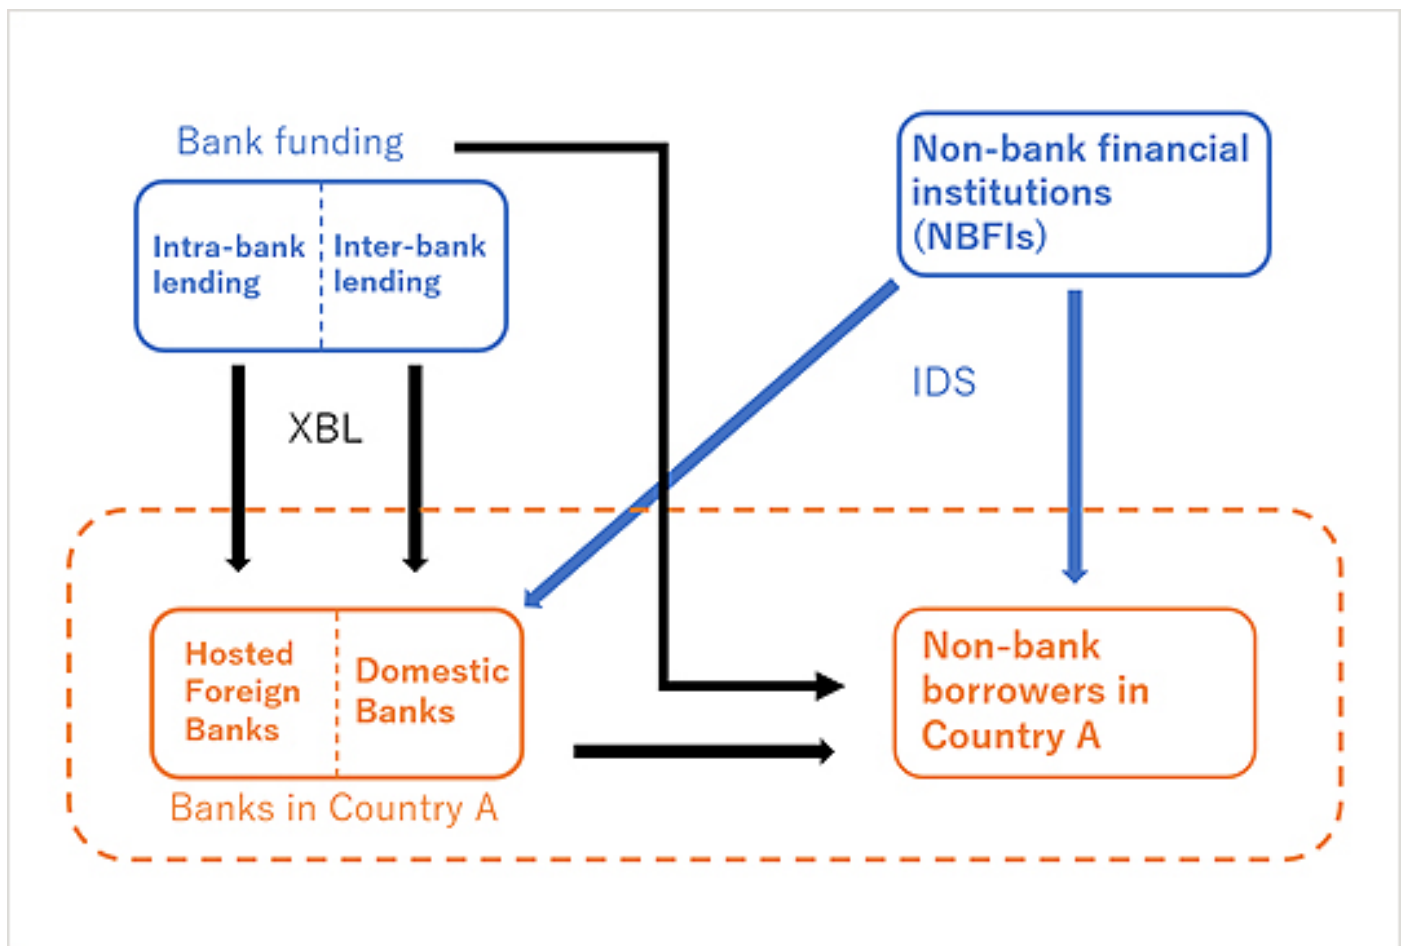 Bank funding
Intra-bank
lending
Inter-bank
lending
Non-bank financial
institutions
(NBFIs)
XBL
IDS
Hosted
Foreign
Banks
Domestic
Banks
Banks in Country A
Non-bank
borrowers in
Country A